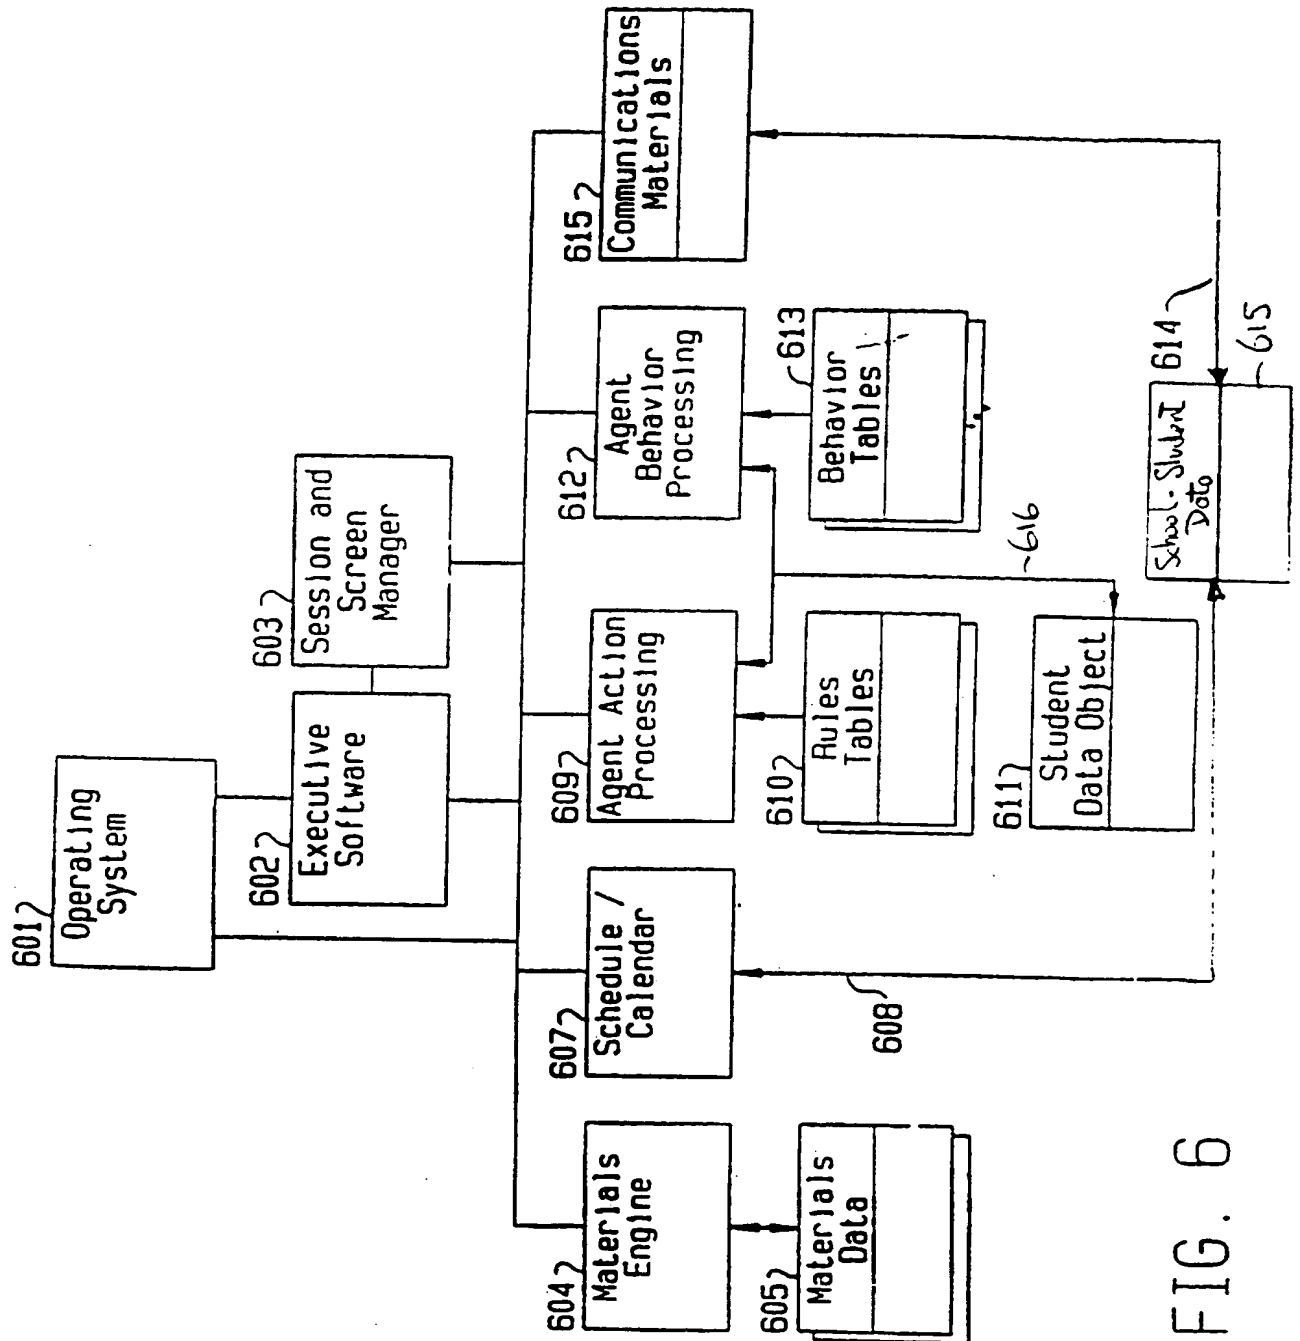 601
Operating
System
602
Executive
Software
603
Session and
Screen
Manager
604
Materials
Engine
605
Materials
Data
607
Schedule /
Calendar
608
609
Agent Action
Processing
610
Rules
Tables
611
Student
Data Object
612
Agent
Behavior
Processing
613
Behavior
Tables
616
615
Communications
Materials
614
School-Student
Data
615
FIG. 6